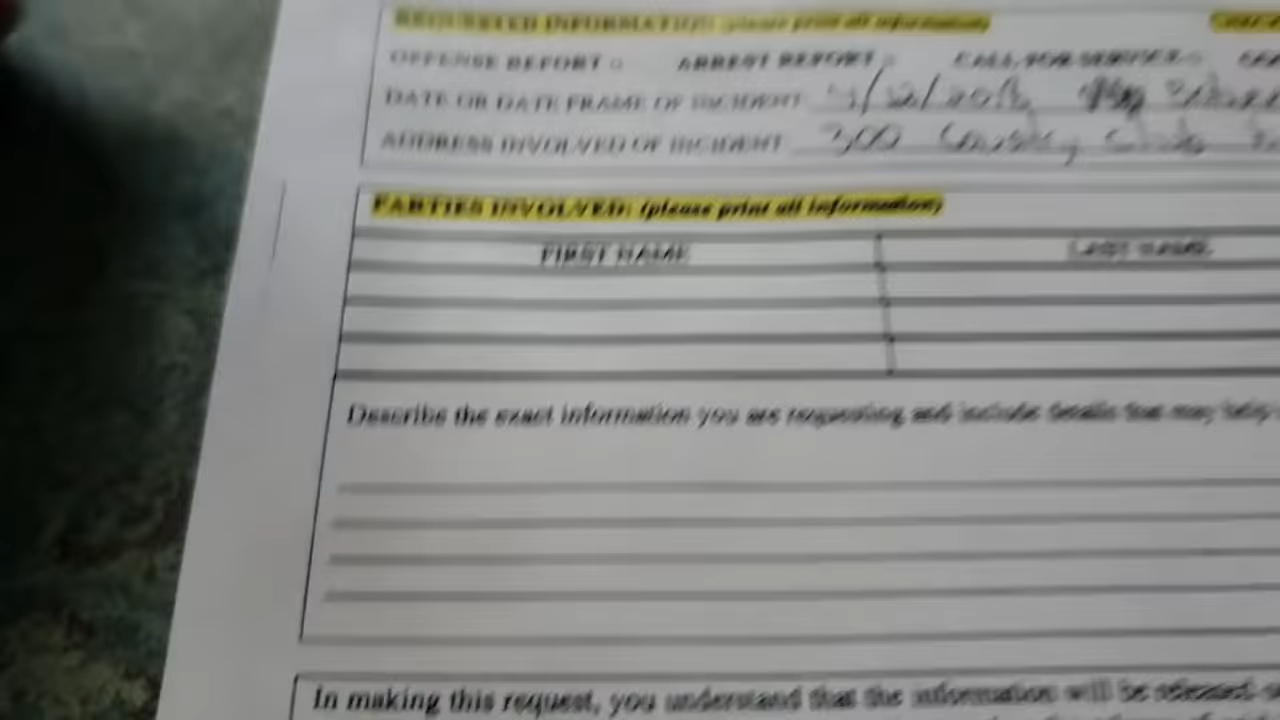 REQUESTED INFORMATION: (please print all information)
OFFENSE REPORT ARREST REPORT CALL FOR SERVICE
DATE OR DATE FRAME OF INCIDENT
ADDRESS INVOLVED OF INCIDENT 300 Country Club
PARTIES INVOLVED: (please print all information)
FIRST NAME LAST NAME
Describe the exact information you are requesting and include details that may help
In making this request, you understand that the information will be released